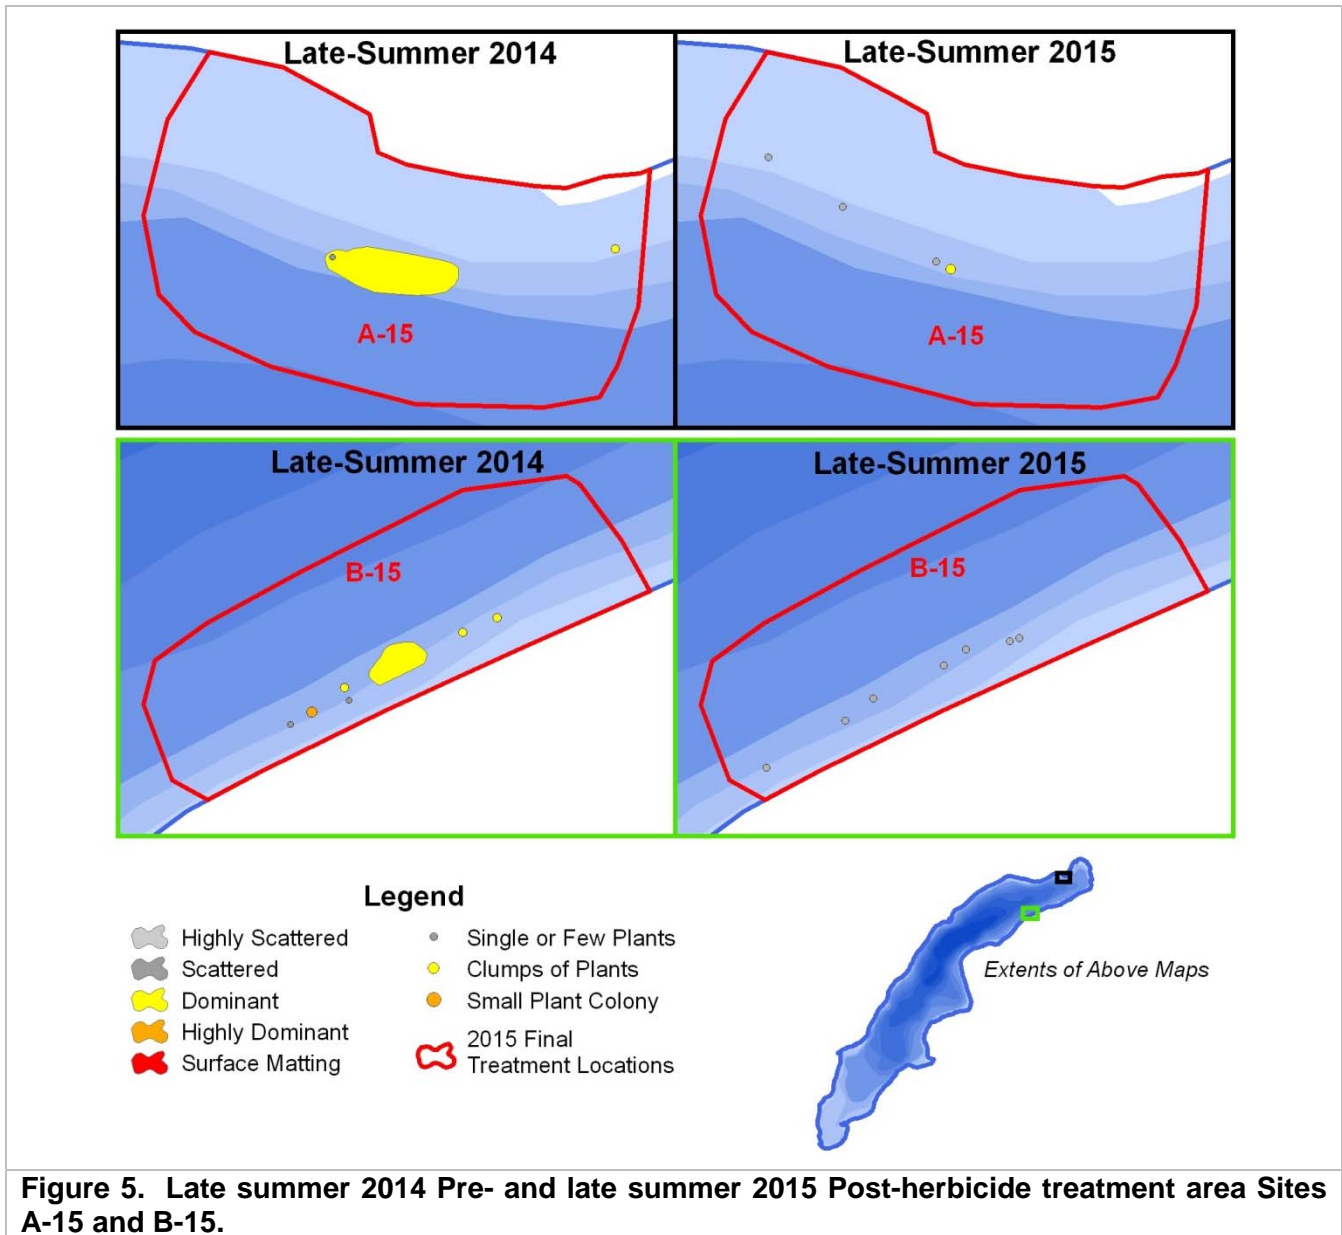 Late-Summer 2014
Late-Summer 2015
A-15
A-15
Late-Summer 2014
Late-Summer 2015
B-15
B-15
Legend
Highly Scattered
Scattered
Dominant
Highly Dominant
Surface Matting
Single or Few Plants
Clumps of Plants
Small Plant Colony
2015 Final
Treatment Locations
Extents of Above Maps
Figure 5. Late summer 2014 Pre- and late summer 2015 Post-herbicide treatment area Sites
A-15 and B-15.